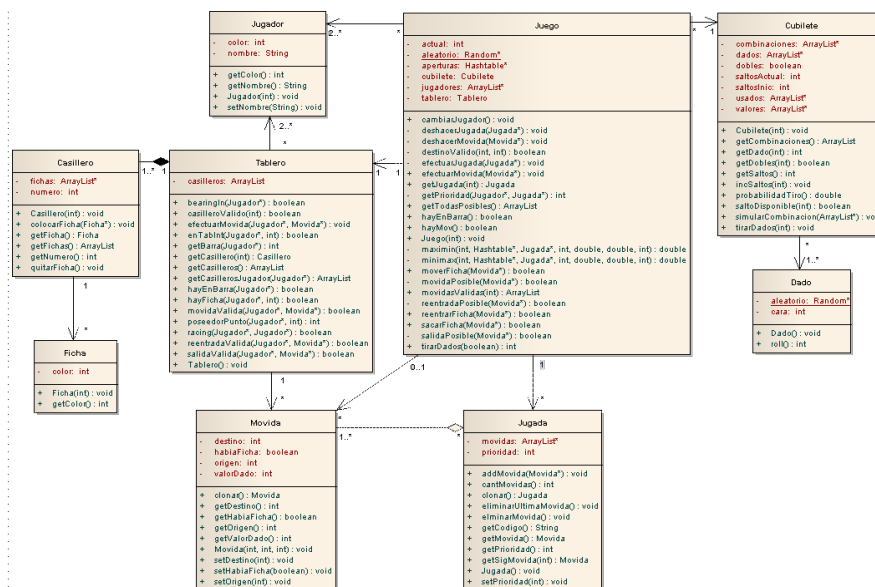 Jugador
- color: int
- nombre: String
+ getColor() : int
+ getNombre() : String
+ Jugador(int) : void
+ setNombre(String) : void
2..*
*
2..*
*
Juego
- actual: int
- aleatorio: Random*
- aperturas: Hashtable*
- cubilete: Cubilete
- jugadores: ArrayList*
- tablero: Tablero
+ cambiarJugador() : void
- deshacerJugada(Jugada*) : void
- deshacerMovida(Movida*) : void
- destinoValido(int, int) : boolean
+ efectuarJugada(Jugada*) : void
+ efectuarMovida(Movida*) : void
+ getJugada(int) : Jugada
- getPrioridad(Jugador*, Jugada*) : int
+ getTodasPosibles() : ArrayList
+ hayEnBarra() : boolean
+ hayMov() : boolean
+ Juego(int) : void
- maximin(int, Hashtable*, Jugada*, int, double, double, int) : double
- minimax(int, Hashtable*, Jugada*, int, double, double, int) : double
+ moverFicha(Movida*) : boolean
- movidaPosible(Movida*) : boolean
+ movidasValidas(int) : ArrayList
- reentradaPosible(Movida*) : boolean
+ reentrarFicha(Movida*) : boolean
+ sacarFicha(Movida*) : boolean
- salidaPosible(Movida*) : boolean
+ tirarDados(boolean) : int
*
1
Cubilete
- combinaciones: ArrayList*
- dados: ArrayList*
- dobles: boolean
- saltosActual: int
- saltosInic: int
- usados: ArrayList*
- valores: ArrayList*
+ Cubilete(int) : void
+ getCombinaciones() : ArrayList
+ getDado(int) : int
+ getDobles(int) : boolean
+ getSaltos() : int
+ incSaltos(int) : void
+ probabilidadTiro() : double
+ saltoDisponible(int) : boolean
+ simularCombinacion(ArrayList*) : vo
+ tirarDados(int) : void
*
1..*
Dado
- aleatorio: Random*
- cara: int
+ Dado() : void
+ roll() : int
Casillero
- fichas: ArrayList*
- numero: int
+ Casillero(int) : void
+ colocarFicha(Ficha*) : void
+ getFicha() : Ficha
+ getFichas() : ArrayList
+ getNumero() : int
+ quitarFicha() : void
1..*
1
Tablero
- casilleros: ArrayList
+ bearingIn(Jugador*) : boolean
+ casilleroValido(int) : boolean
+ efectuarMovida(Jugador*, Movida*) : void
+ enTabInt(Jugador*, int) : boolean
+ getBarra(Jugador*) : int
+ getCasillero(int) : Casillero
+ getCasilleros() : ArrayList
+ getCasillerosJugador(Jugador*) : ArrayList
+ hayEnBarra(Jugador*) : boolean
+ hayFicha(Jugador*, int) : boolean
+ movidaValida(Jugador*, Movida*) : boolean
+ poseedorPunto(Jugador*, int) : int
+ racing(Jugador*, Jugador*) : boolean
+ reentradaValida(Jugador*, Movida*) : boolean
+ salidaValida(Jugador*, Movida*) : boolean
+ Tablero() : void
1
1
1
*
Ficha
- color: int
+ Ficha(int) : void
+ getColor() : int
1
*
0..1
*
1
*
Movida
- destino: int
- habiaFicha: boolean
- origen: int
- valorDado: int
+ clonar() : Movida
+ getDestino() : int
+ getHabiaFicha() : boolean
+ getOrigen() : int
+ getValorDado() : int
+ Movida(int, int, int) : void
+ setDestino(int) : void
+ setHabiaFicha(boolean) : void
+ setOrigen(int) : void
1..*
*
Jugada
- movidas: ArrayList*
- prioridad: int
+ addMovida(Movida*) : void
+ cantMovidas() : int
+ clonar() : Jugada
+ eliminarUltimaMovida() : void
+ elminarMovida() : void
+ getCodigo() : String
+ getMovida() : Movida
+ getPrioridad() : int
+ getSigMovida(int) : Movida
+ Jugada() : void
+ setPrioridad(int) : void